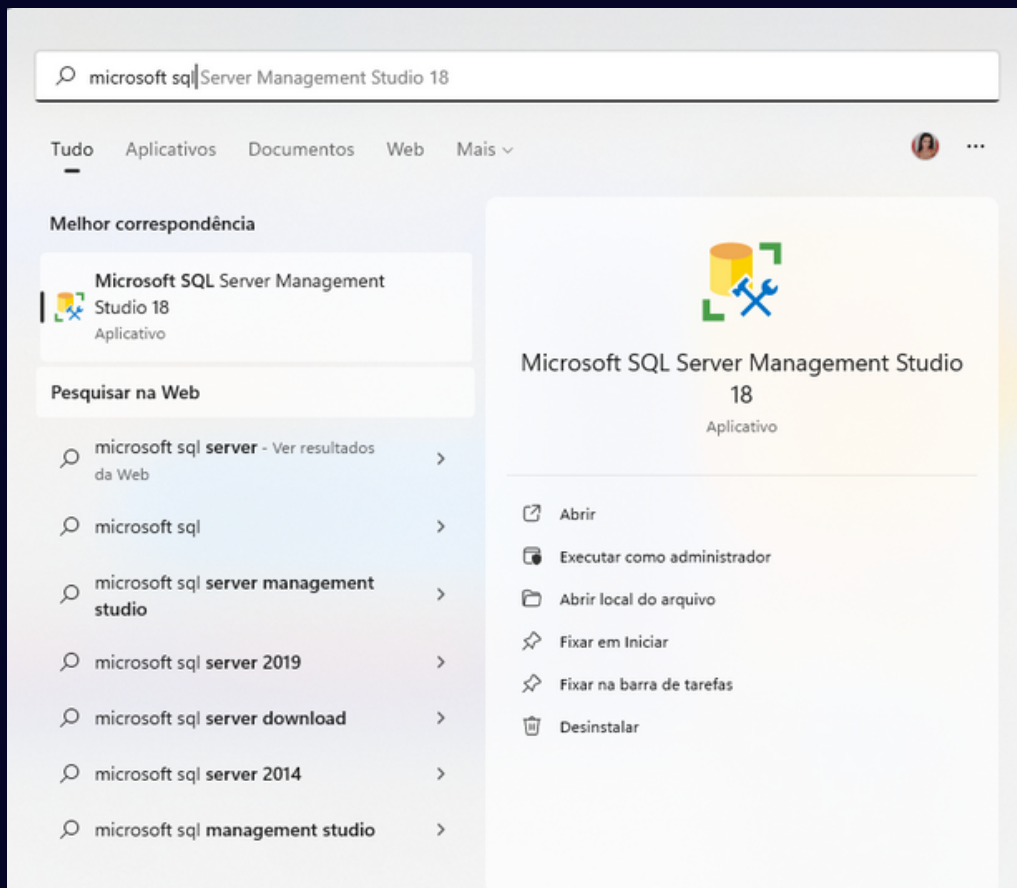 microsoft sql Server Management Studio 18
Tudo Aplicativos Documentos Web Mais
Melhor correspondência
Microsoft SQL Server Management
Studio 18
Aplicativo
Pesquisar na Web
microsoft sql server - Ver resultados
da Web
microsoft sql
microsoft sql server management
studio
microsoft sql server 2019
microsoft sql server download
microsoft sql server 2014
microsoft sql management studio
Microsoft SQL Server Management Studio
18
Aplicativo
Abrir
Executar como administrador
Abrir local do arquivo
Fixar em Iniciar
Fixar na barra de tarefas
Desinstalar